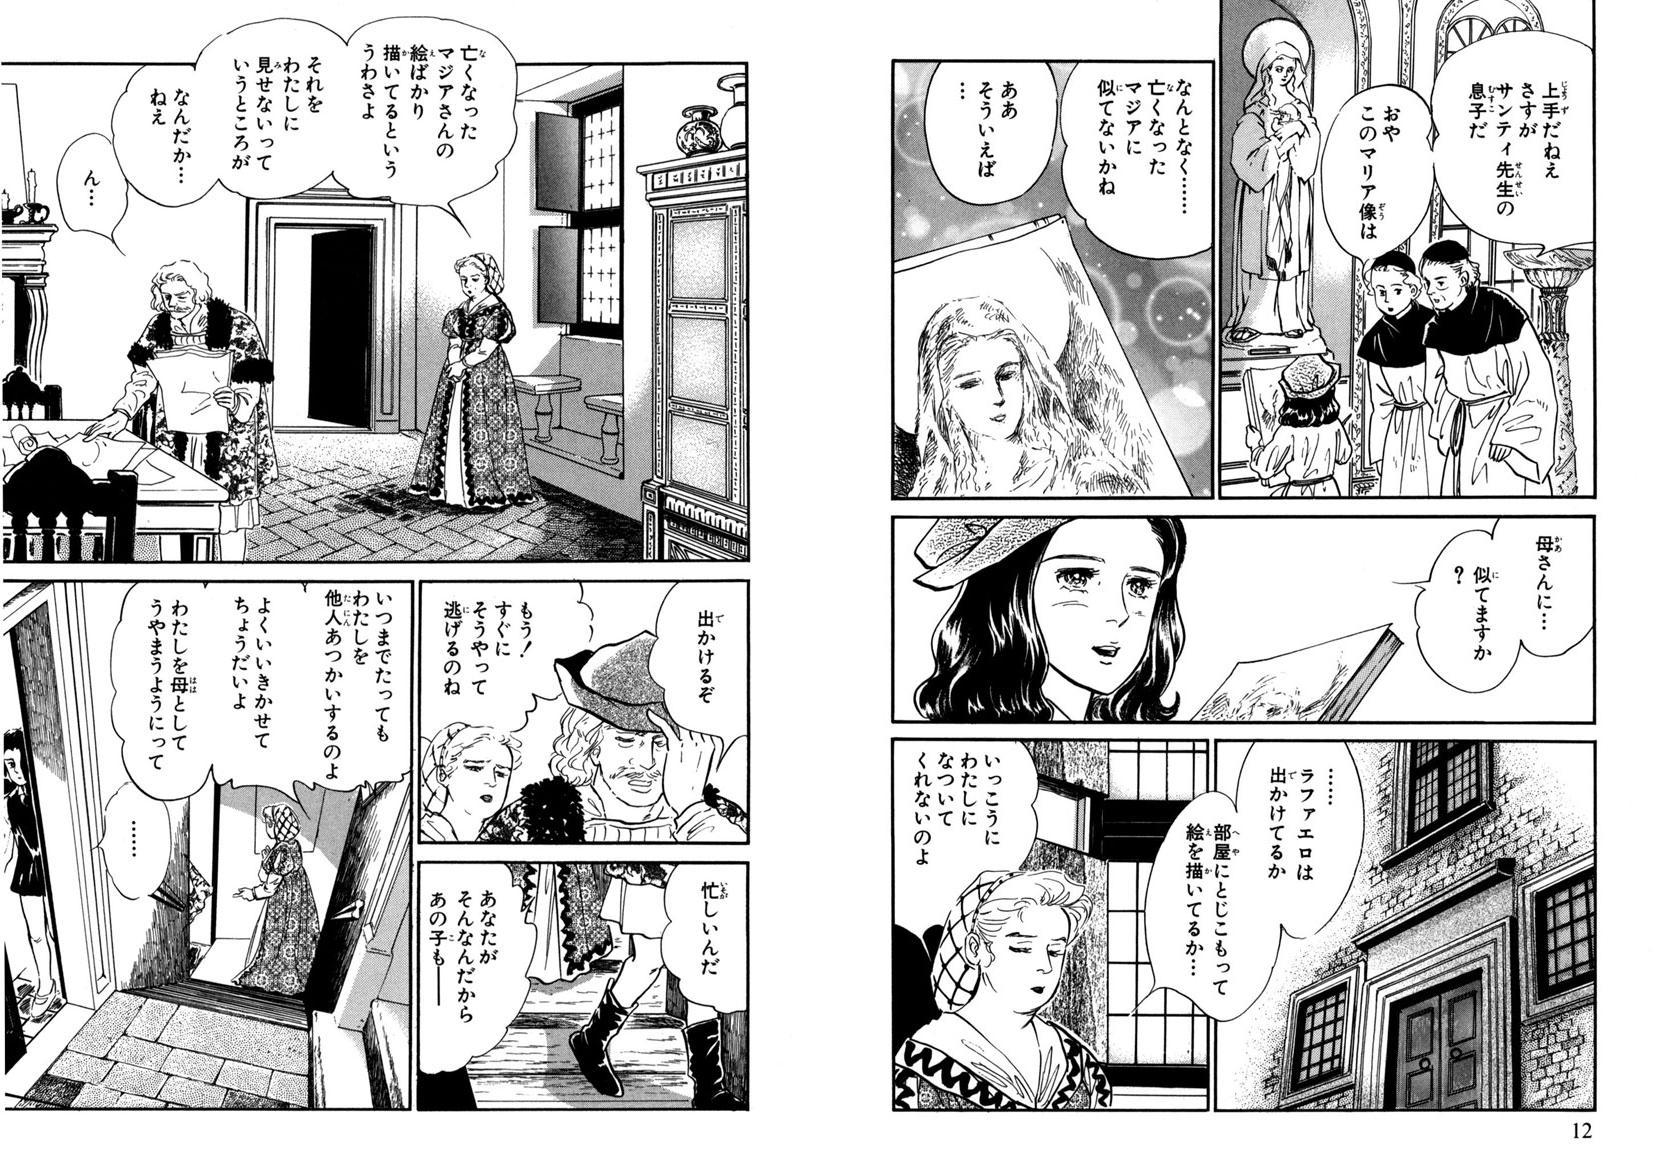 上手だねえ
さすが
サンティ先生の
息子だ
おや
このマリア像は
なんとなく……
亡くなった
マジアに
似てないかね
ああ
そういえば
…
母さんに…
似てますか
？
……
ラファエロは
出かけてるか
部屋にとじこもって
絵を描いてるか…
いっこうに
わたしに
なついて
くれないのよ
12
亡くなった
マジアさんの
絵ばかり
描いてるという
うわさよ
それを
わたしに
見せないって
いうところが
なんだか…
ねえ
ん…
出かけるぞ
もう！
すぐに
そうやって
逃げるのね
忙しいんだ
あなたが
そんなんだから
あの子も——
いつまでたっても
わたしを
他人あつかいするのよ
よくいいきかせて
ちょうだいよ
わたしを母として
うやまうようにって
……